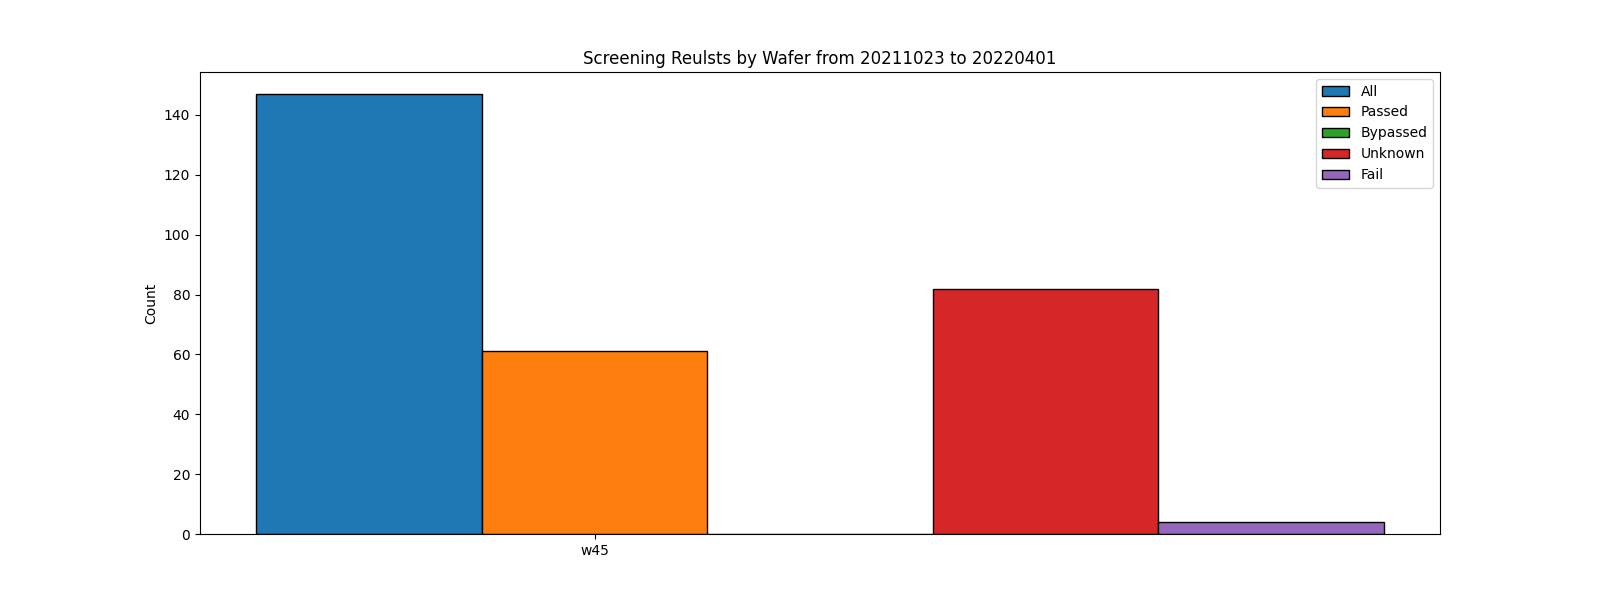 Screening Reulsts by Wafer from 20211023 to 20220401
All
Passed
Bypassed
Unknown
Fail
Count
140
120
100
80
60
40
20
0
w45